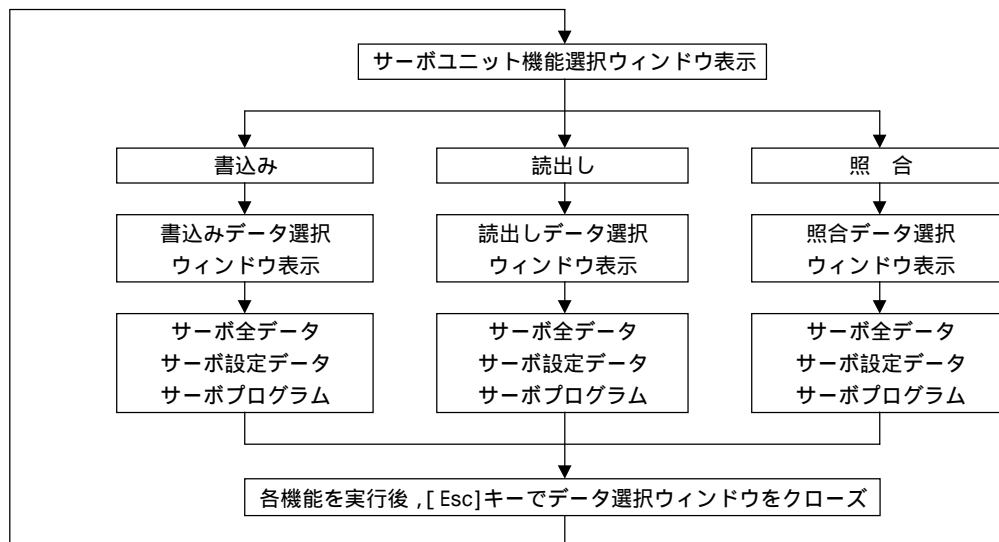 サーボユニット機能選択ウィンドウ表示
書込み
読出し
照　合
書込みデータ選択
ウィンドウ表示
読出しデータ選択
ウィンドウ表示
照合データ選択
ウィンドウ表示
サーボ全データ
サーボ設定データ
サーボプログラム
サーボ全データ
サーボ設定データ
サーボプログラム
サーボ全データ
サーボ設定データ
サーボプログラム
各機能を実行後,[Esc]キーでデータ選択ウィンドウをクローズ